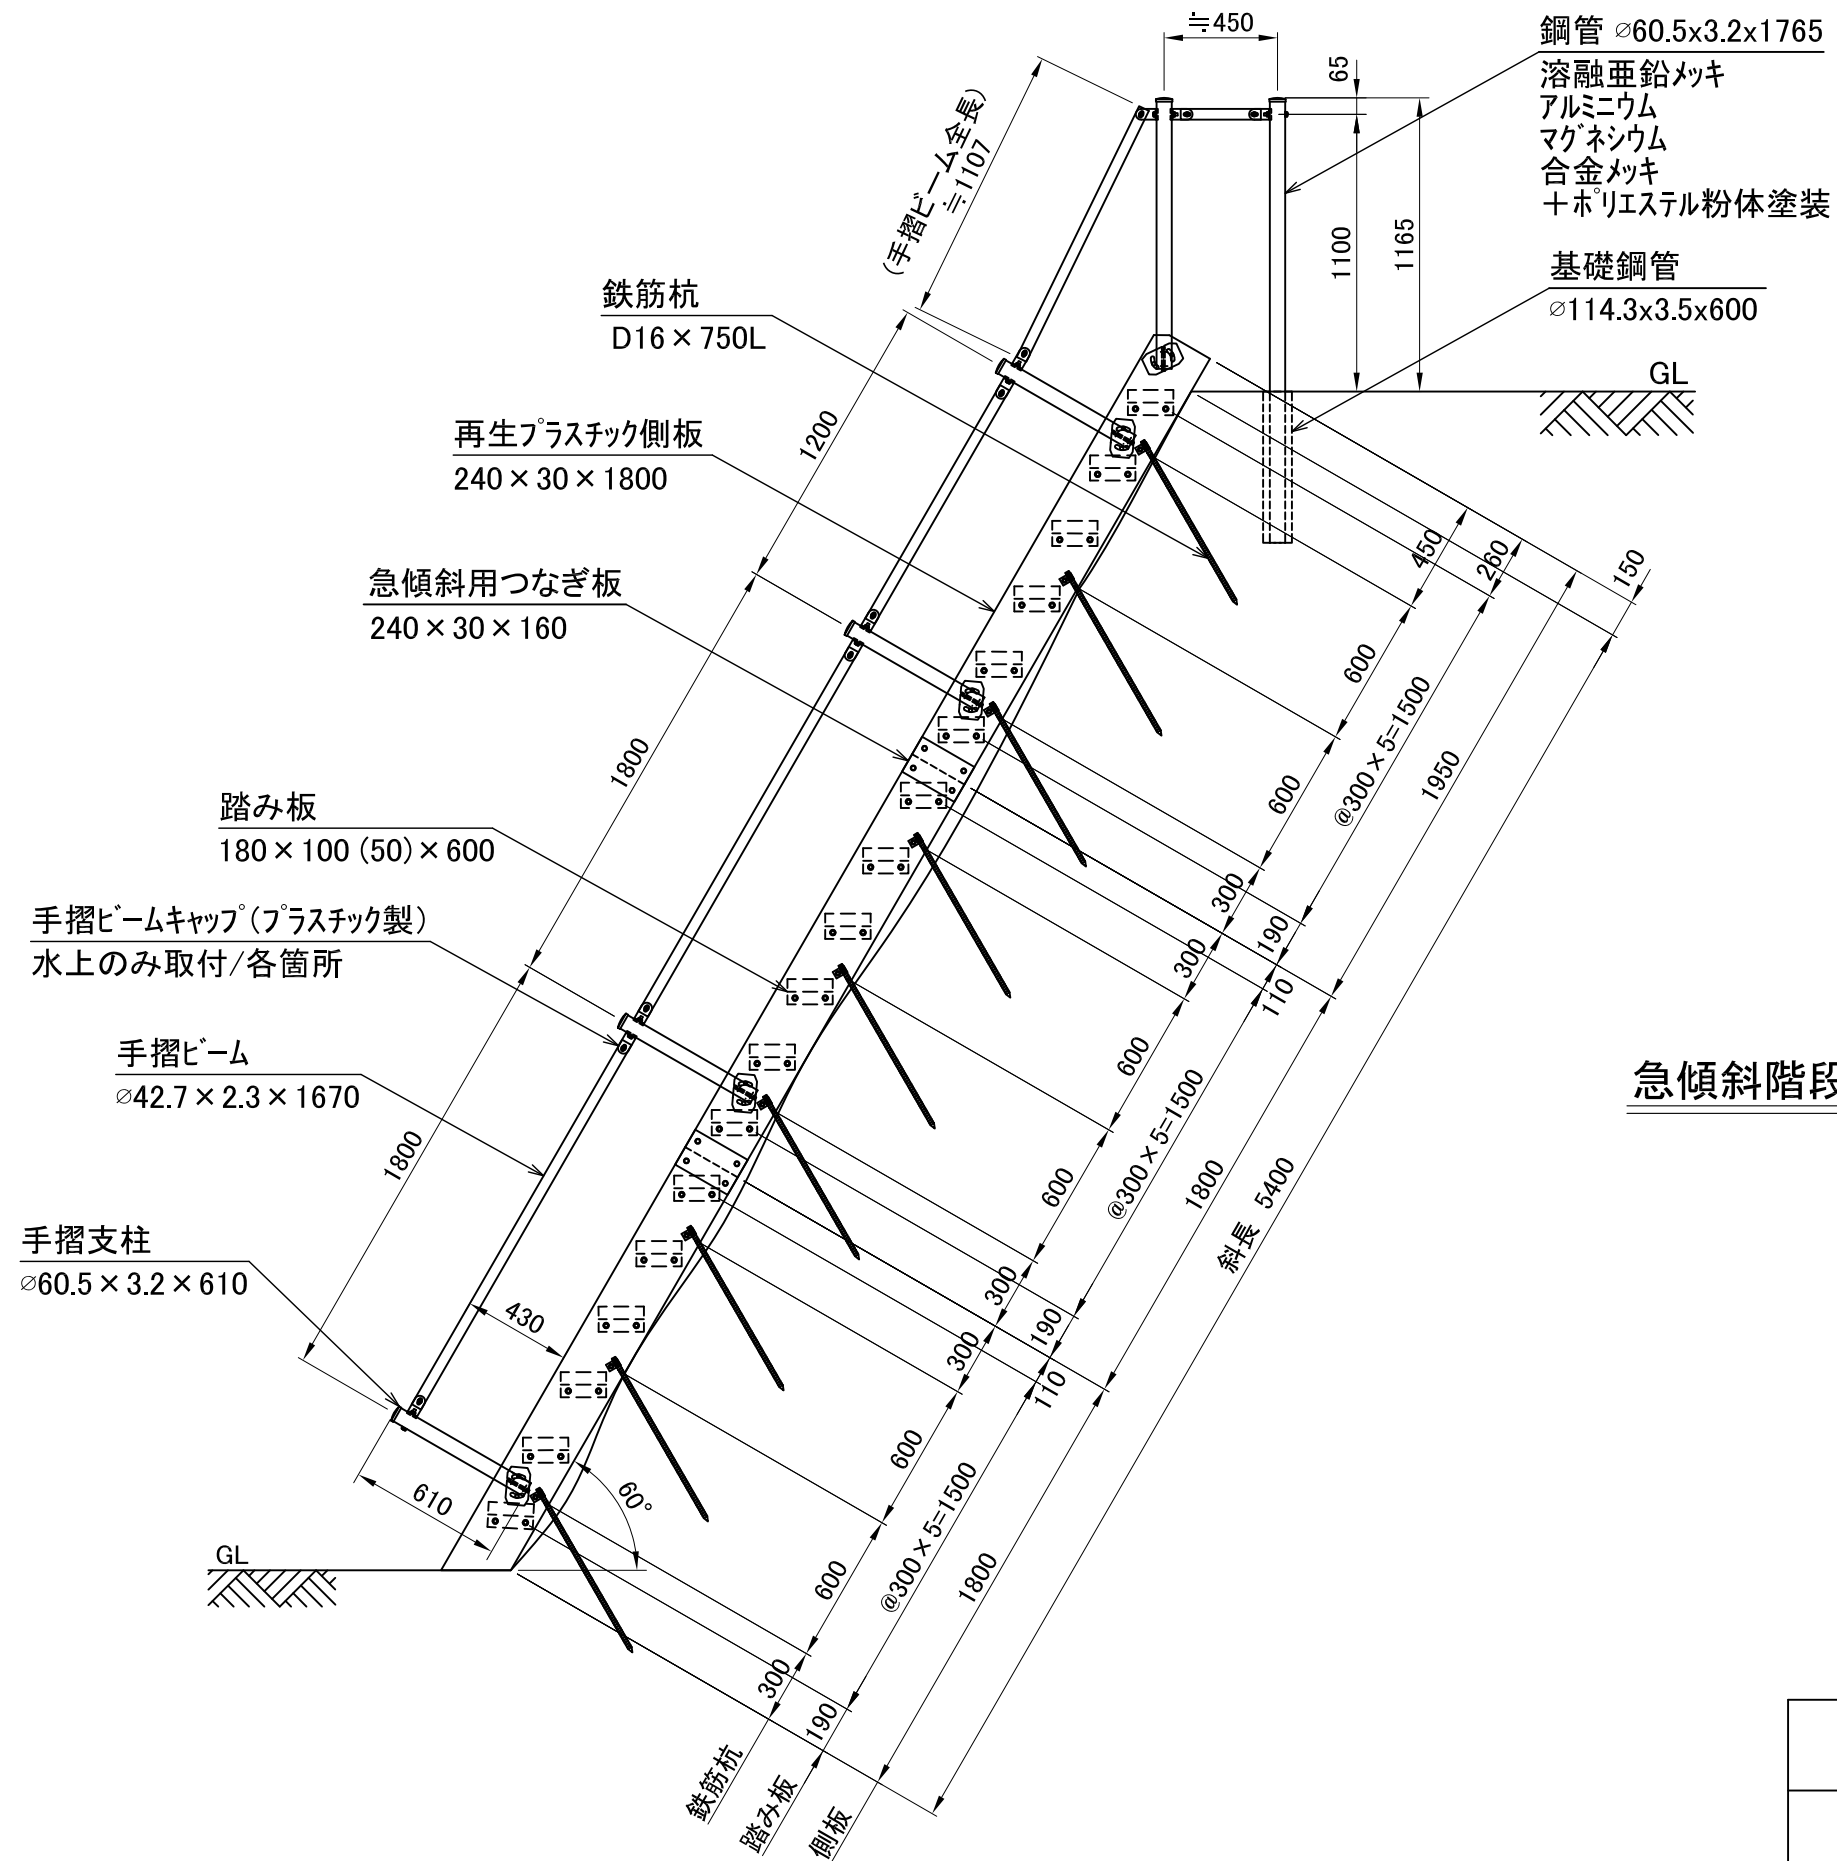 ≒450
鋼管 ∅60.5x3.2x1765
溶融亜鉛メッキ
アルミニウム
マグネシウム
合金メッキ
＋ポリエステル粉体塗装
65
1100
1165
基礎鋼管
∅114.3x3.5x600
GL
(手摺ビーム全長)
≒1107
鉄筋杭
D16×750L
1200
再生プラスチック側板
240×30×1800
急傾斜用つなぎ板
240×30×160
1800
踏み板
180×100 (50)×600
手摺ビームキャップ(プラスチック製)
水上のみ取付/各箇所
手摺ビーム
∅42.7×2.3×1670
1800
手摺支柱
∅60.5×3.2×610
430
610
60°
GL
450
260
150
600
@300×5=1500
1950
600
300
190
300
110
600
@300×5=1500
1800
斜長 5400
600
300
190
300
110
600
@300×5=1500
1800
600
300
190
鉄筋杭
踏み板
側板
急傾斜階段